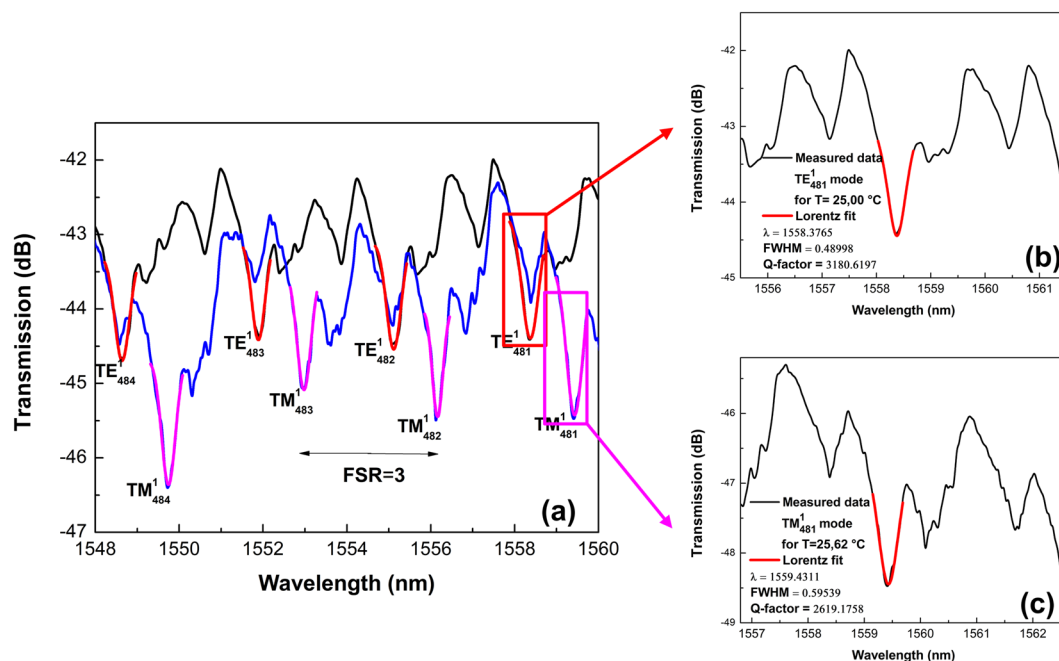 -42
-43
-44
-45
-46
-47
Transmission (dB)
1548 1550 1552 1554 1556 1558 1560
Wavelength (nm)
TE¹484
TE¹483
TE¹482
TE¹481
TM¹484
TM¹483
TM¹482
TM¹481
FSR=3
(a)
-42
-43
-44
-45
Transmission (dB)
Measured data
TE¹481 mode
for T= 25,00 °C
Lorentz fit
λ = 1558.3765
FWHM = 0.48998
Q-factor = 3180.6197
(b)
1556 1557 1558 1559 1560 1561
Wavelength (nm)
-46
-47
-48
-49
Transmission (dB)
Measured data
TM¹481 mode
for T=25,62 °C
Lorentz fit
λ = 1559.4311
FWHM = 0.59539
Q-factor = 2619.1758
(c)
1557 1558 1559 1560 1561 1562
Wavelength (nm)